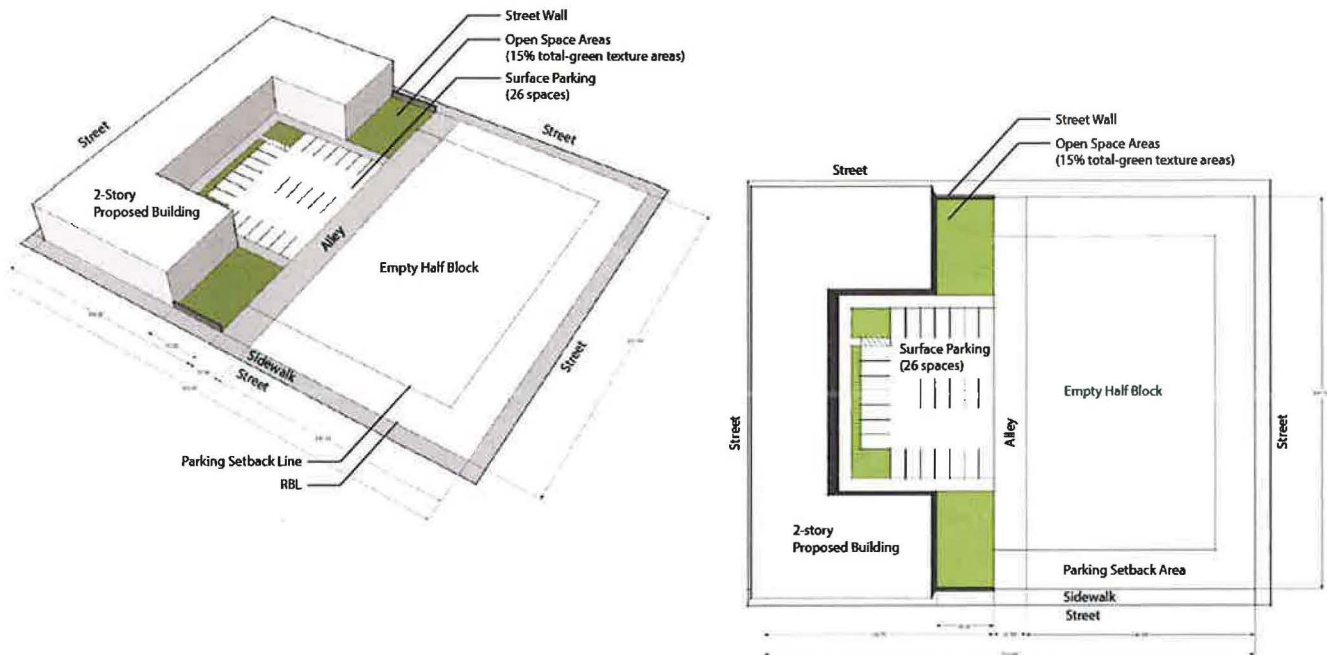 Street Wall
Open Space Areas
(15% total-green texture areas)
Surface Parking
(26 spaces)
Street
Street
2-Story
Proposed Building
Alley
Empty Half Block
Street
Sidewalk
Street
Parking Setback Line
RBL
Street Wall
Open Space Areas
(15% total-green texture areas)
Street
Surface Parking
(26 spaces)
Empty Half Block
Street
Alley
Street
2-story
Proposed Building
Parking Setback Area
Sidewalk
Street